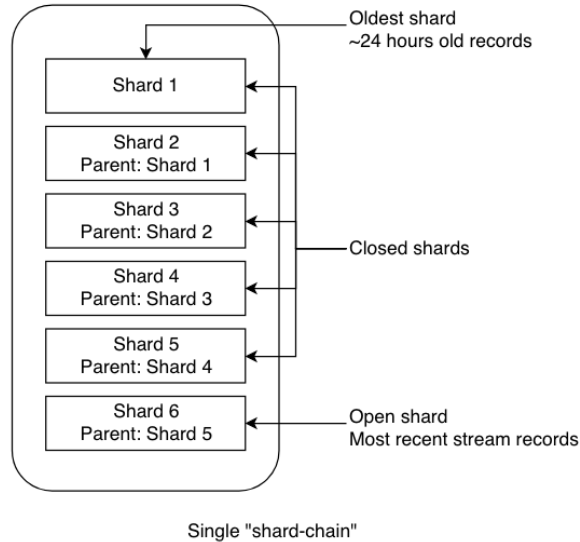 Oldest shard
~24 hours old records
Shard 1
Shard 2
Parent: Shard 1
Shard 3
Parent: Shard 2
Closed shards
Shard 4
Parent: Shard 3
Shard 5
Parent: Shard 4
Shard 6
Parent: Shard 5
Open shard
Most recent stream records
Single "shard-chain"